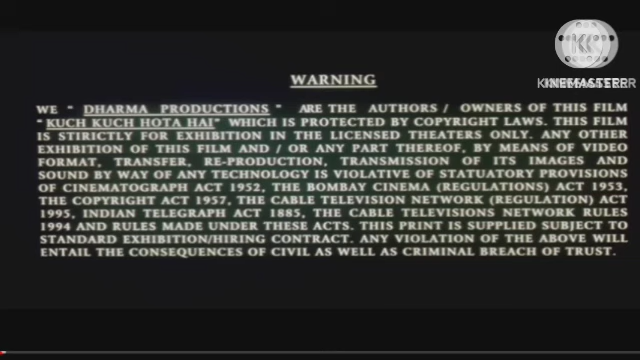 KINEMASTER
WARNING
WE " DHARMA PRODUCTIONS " ARE THE AUTHORS / OWNERS OF THIS FILM
"KUCH KUCH HOTA HAI" WHICH IS PROTECTED BY COPYRIGHT LAWS. THIS FILM
IS STIRICTLY FOR EXHIBITION IN THE LICENSED THEATERS ONLY. ANY OTHER
EXHIBITION OF THIS FILM AND / OR ANY PART THEREOF, BY MEANS OF VIDEO
FORMAT, TRANSFER, RE-PRODUCTION, TRANSMISSION OF ITS IMAGES AND
SOUND BY WAY OF ANY TECHNOLOGY IS VIOLATIVE OF STATUATORY PROVISIONS
OF CINEMATOGRAPH ACT 1952, THE BOMBAY CINEMA (REGULATIONS) ACT 1953,
THE COPYRIGHT ACT 1957, THE CABLE TELEVISION NETWORK (REGULATION) ACT
1995, INDIAN TELEGRAPH ACT 1885, THE CABLE TELEVISIONS NETWORK RULES
1994 AND RULES MADE UNDER THESE ACTS. THIS PRINT IS SUPPLIED SUBJECT TO
STANDARD EXHIBITION/HIRING CONTRACT. ANY VIOLATION OF THE ABOVE WILL
ENTAIL THE CONSEQUENCES OF CIVIL AS WELL AS CRIMINAL BREACH OF TRUST.